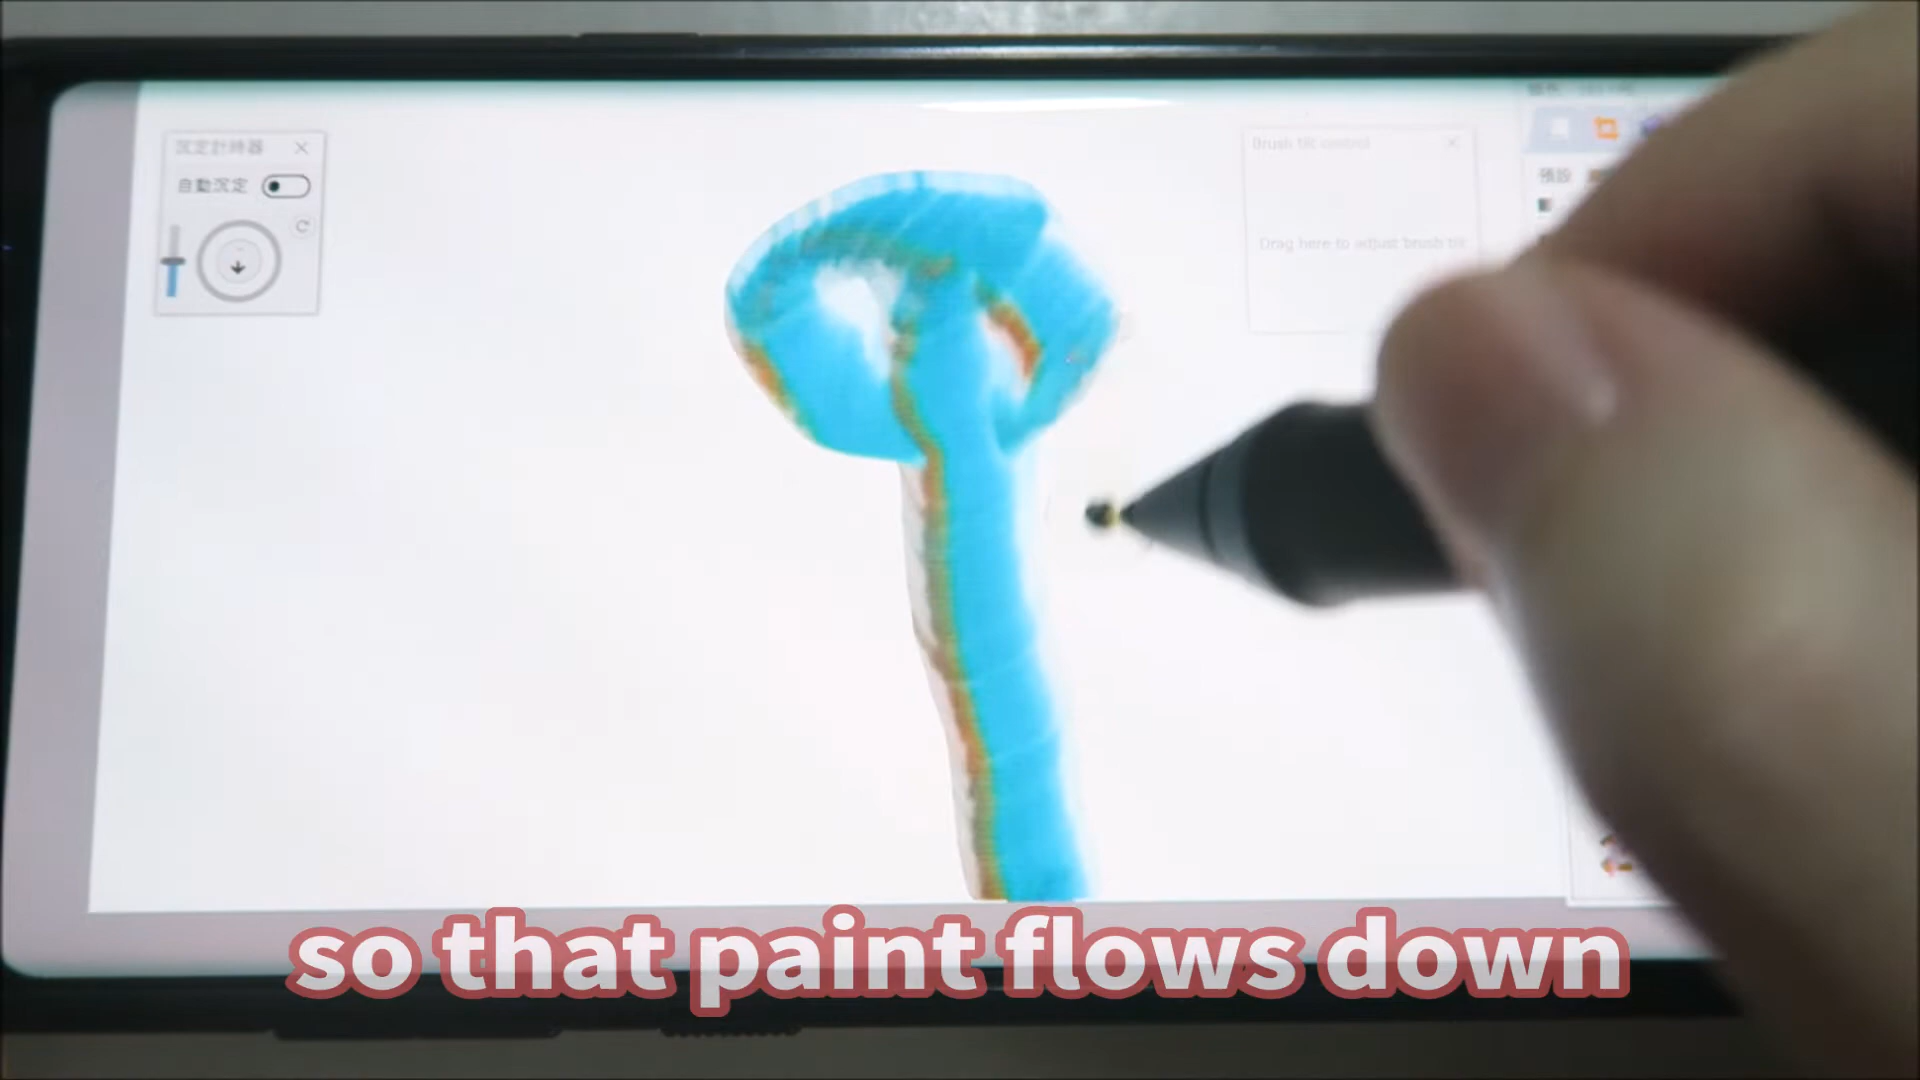 沉定計時器
自動沉定
Brush tilt control
Drag here to adjust brush tilt
預設
so that paint flows down